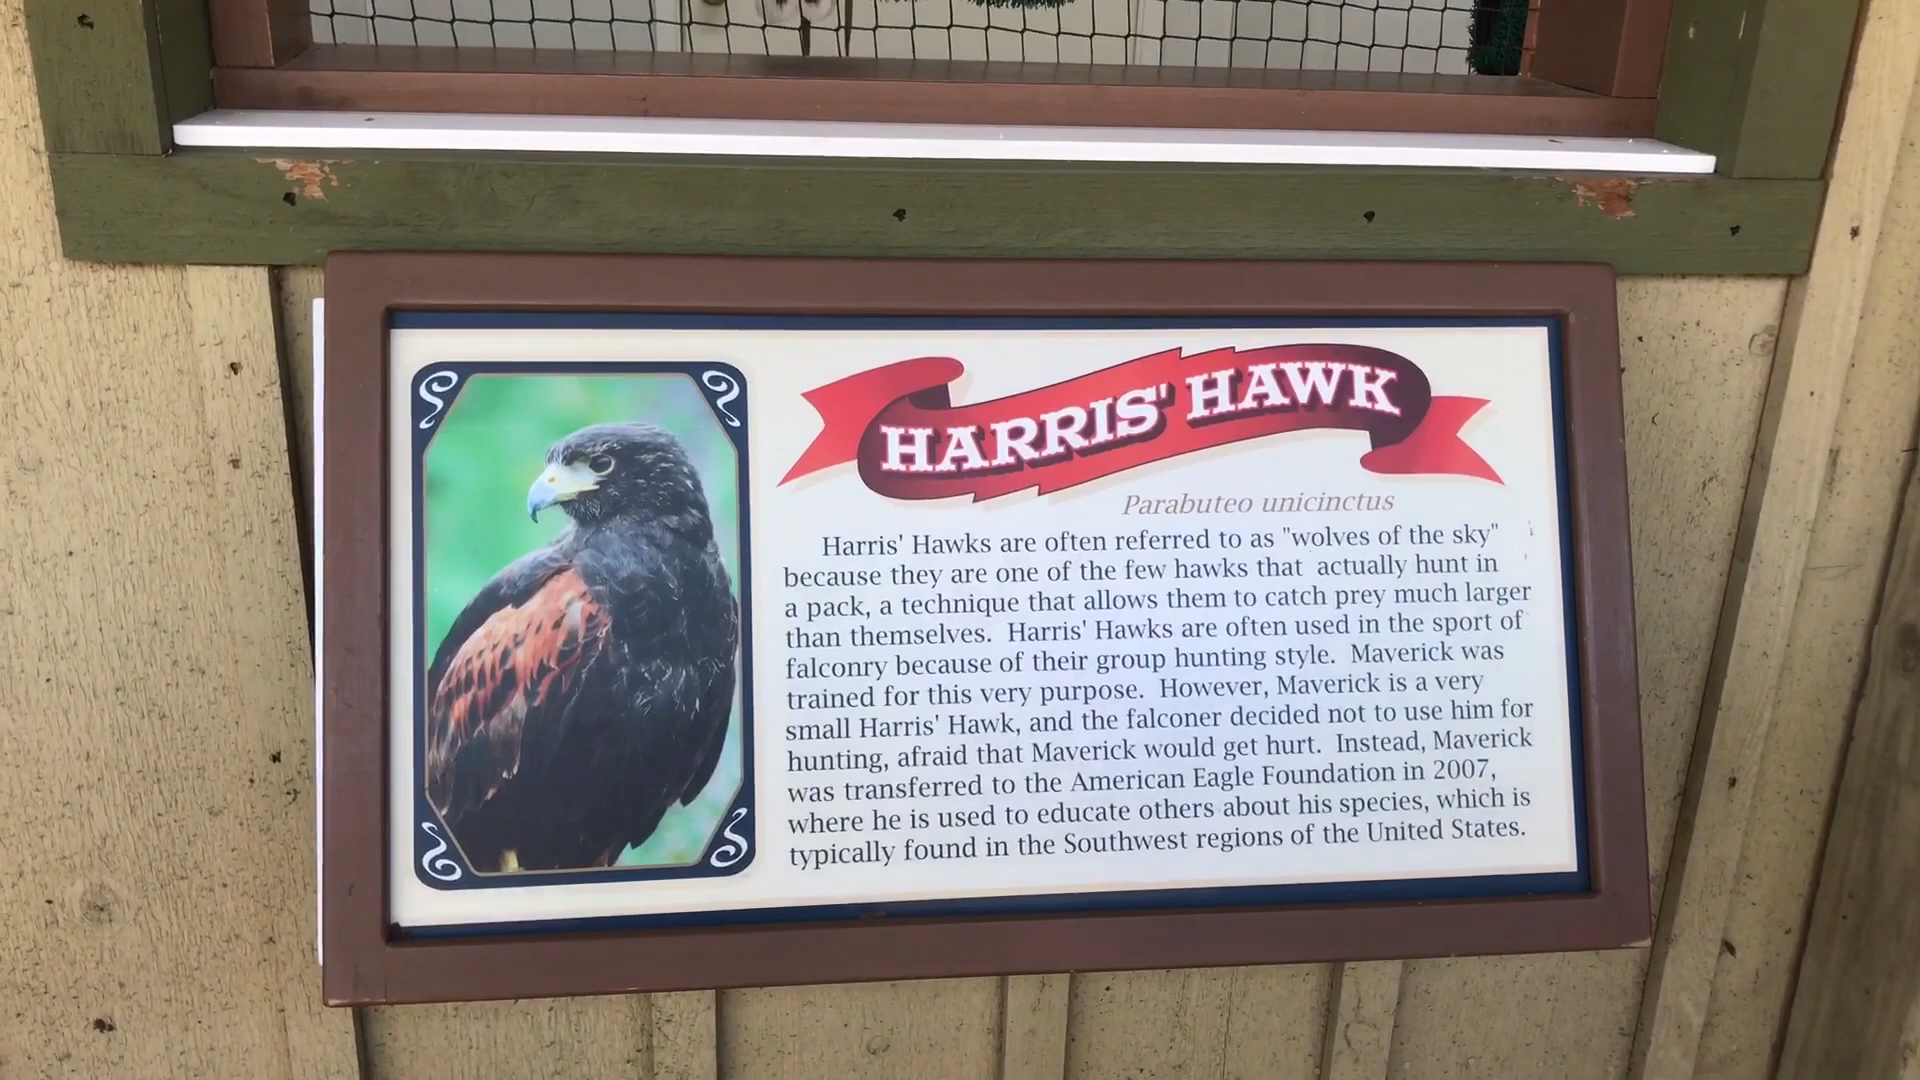 HARRIS' HAWK
Parabuteo unicinctus
Harris' Hawks are often referred to as "wolves of the sky"
because they are one of the few hawks that actually hunt in
a pack, a technique that allows them to catch prey much larger
than themselves. Harris' Hawks are often used in the sport of
falconry because of their group hunting style. Maverick was
trained for this very purpose. However, Maverick is a very
small Harris' Hawk, and the falconer decided not to use him for
hunting, afraid that Maverick would get hurt. Instead, Maverick
was transferred to the American Eagle Foundation in 2007,
where he is used to educate others about his species, which is
typically found in the Southwest regions of the United States.